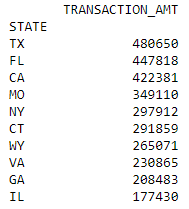 TRANSACTION_AMT
STATE
TX 480650
FL 447818
CA 422381
MO 349110
NY 297912
CT 291859
WY 265071
VA 230865
GA 208483
IL 177430